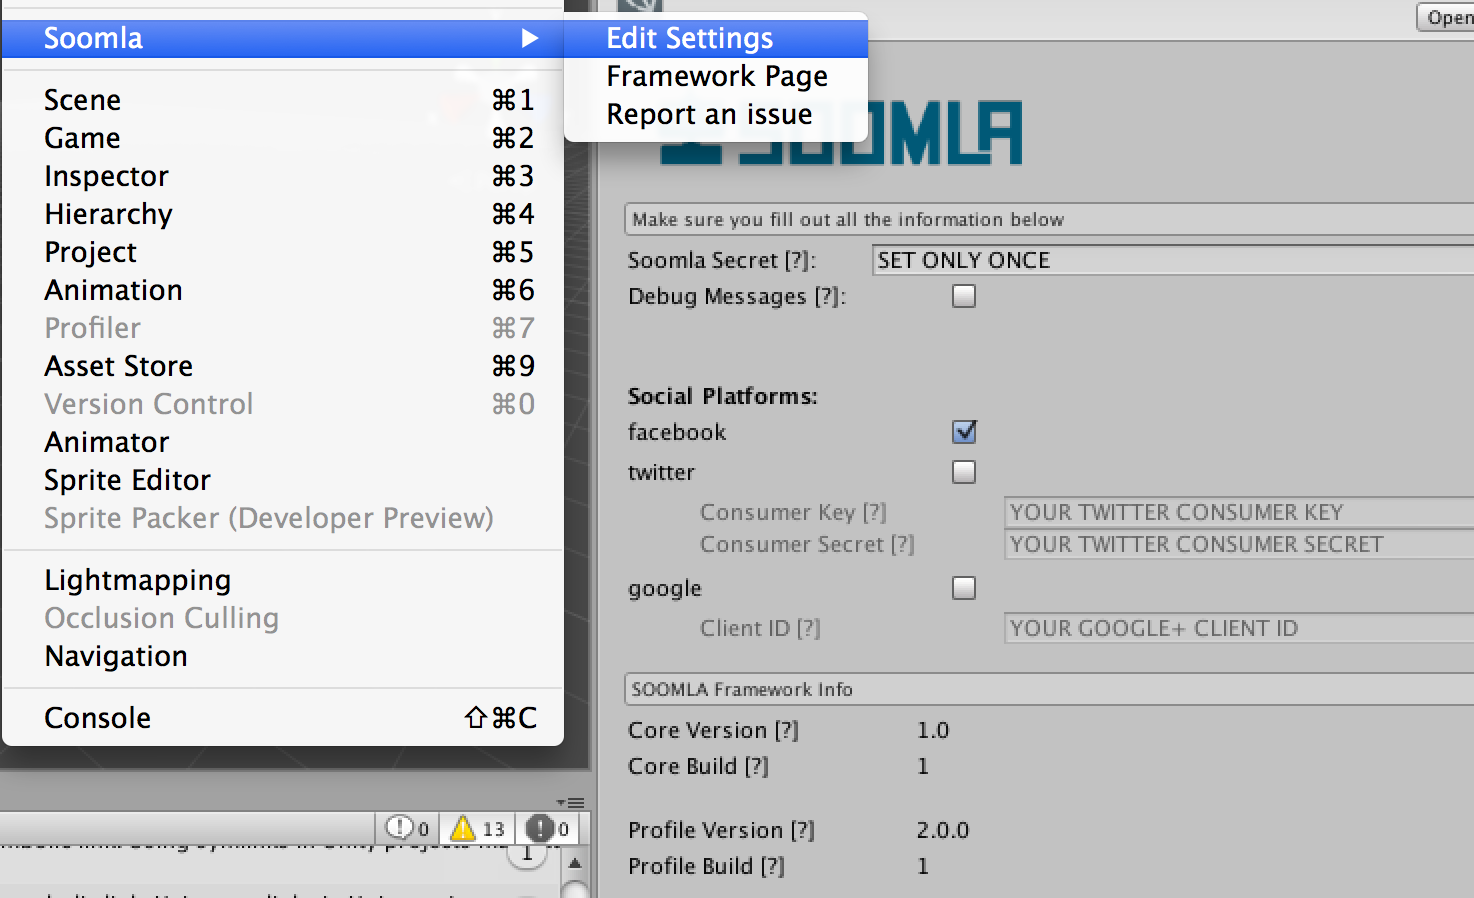 Soomla
Scene ⌘1
Game ⌘2
Inspector ⌘3
Hierarchy ⌘4
Project ⌘5
Animation ⌘6
Profiler ⌘7
Asset Store ⌘9
Version Control ⌘0
Animator
Sprite Editor
Sprite Packer (Developer Preview)
Lightmapping
Occlusion Culling
Navigation
Console ⇧⌘C
Edit Settings
Framework Page
Report an issue
Open
SOOMLA
Make sure you fill out all the information below
Soomla Secret [?]: SET ONLY ONCE
Debug Messages [?]:
Social Platforms:
facebook
twitter
Consumer Key [?] YOUR TWITTER CONSUMER KEY
Consumer Secret [?] YOUR TWITTER CONSUMER SECRET
google
Client ID [?] YOUR GOOGLE+ CLIENT ID
SOOMLA Framework Info
Core Version [?] 1.0
Core Build [?] 1
Profile Version [?] 2.0.0
Profile Build [?] 1
0 13 0
1